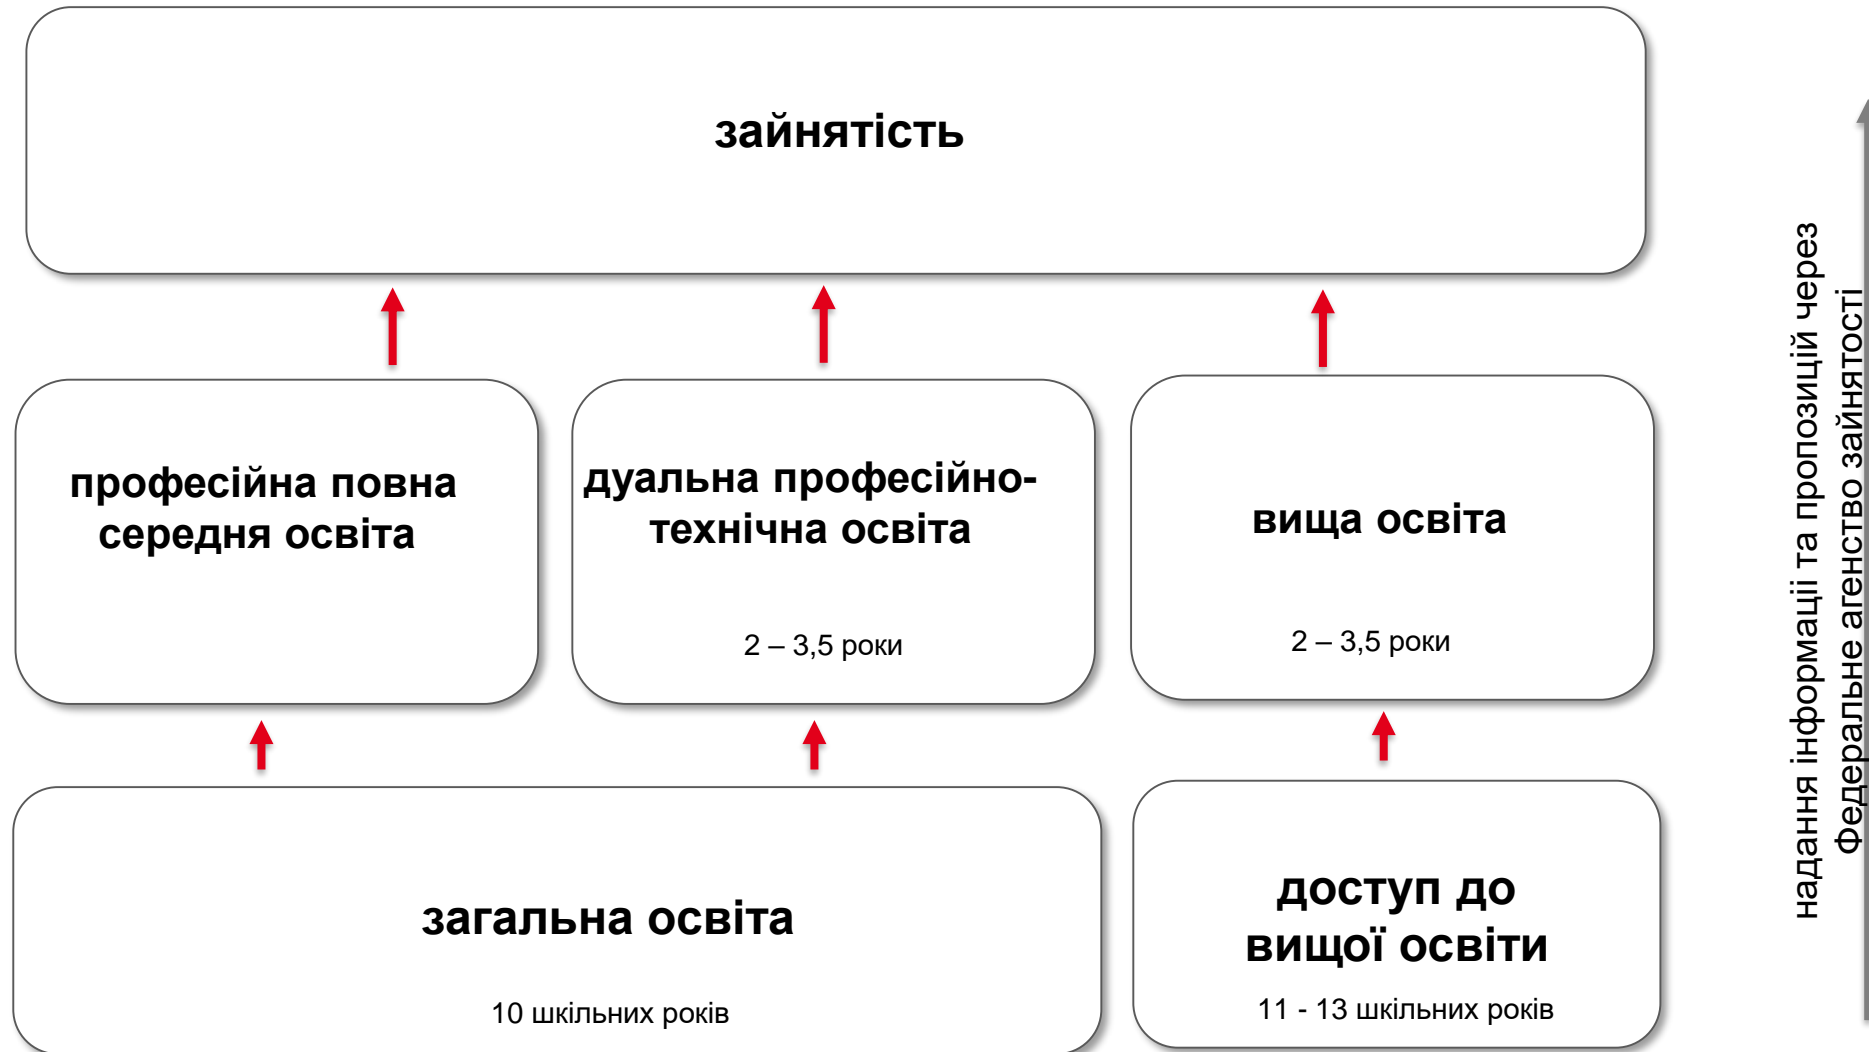 зайнятість
професійна повна
середня освіта
дуальна професійно-
технічна освіта
2 – 3,5 роки
вища освіта
2 – 3,5 роки
загальна освіта
10 шкільних років
доступ до
вищої освіти
11 - 13 шкільних років
надання інформації та пропозицій через
Федеральне агенство зайнятості